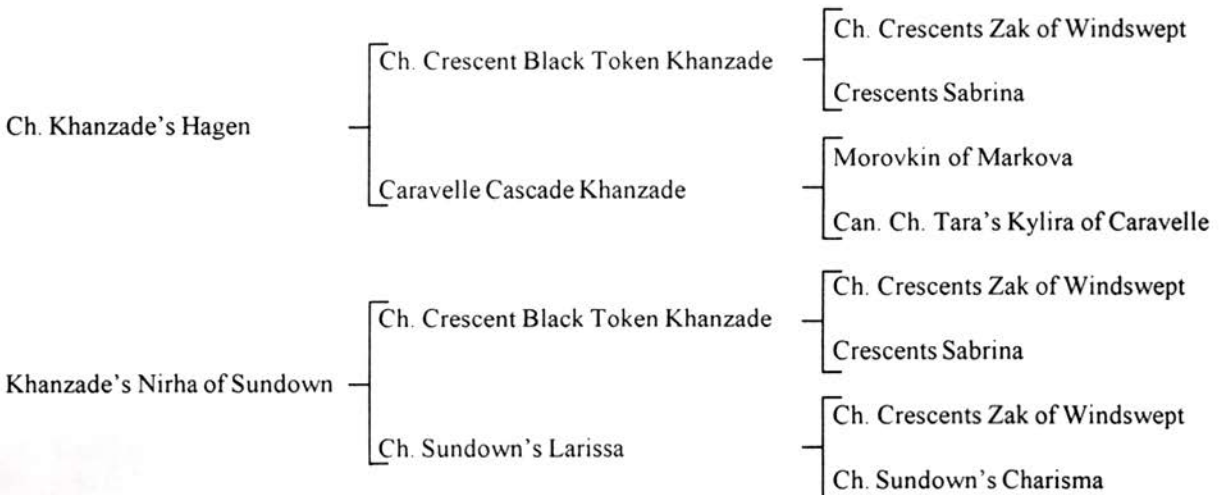 Ch. Crescents Zak of Windswept
Ch. Crescent Black Token Khanzade
Crescents Sabrina
Ch. Khanzade's Hagen
Morovkin of Markova
Caravelle Cascade Khanzade
Can. Ch. Tara's Kylira of Caravelle
Ch. Crescents Zak of Windswept
Ch. Crescent Black Token Khanzade
Crescents Sabrina
Khanzade's Nirha of Sundown
Ch. Crescents Zak of Windswept
Ch. Sundown's Larissa
Ch. Sundown's Charisma